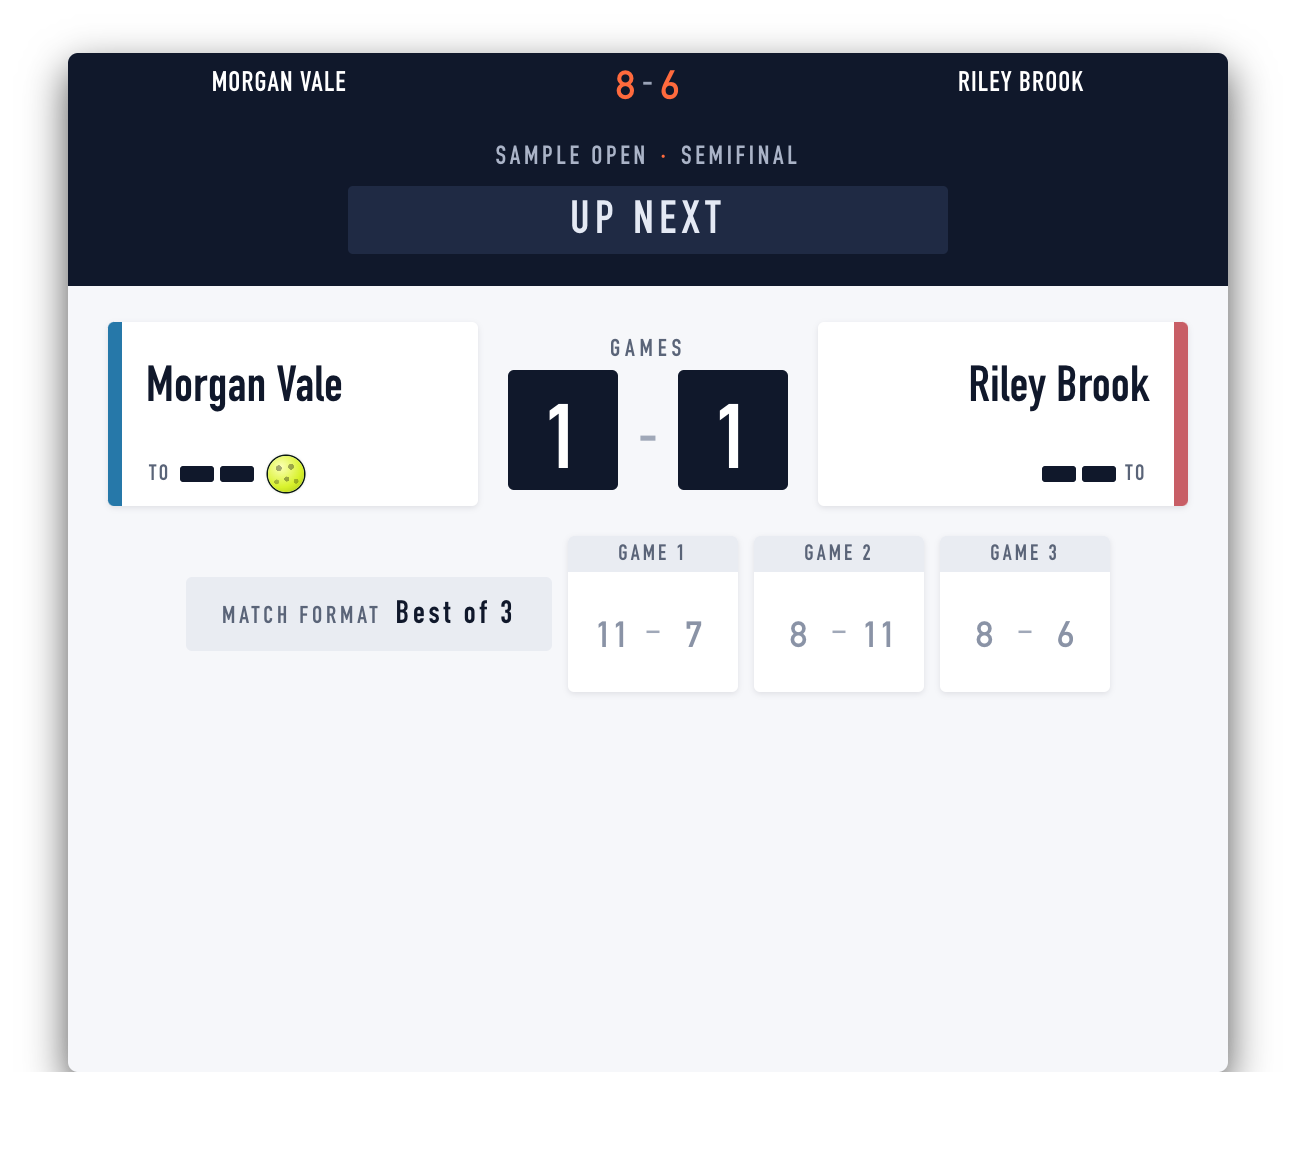 MORGAN VALE 8 - 6 RILEY BROOK
SAMPLE OPEN · SEMIFINAL
UP NEXT
GAMES
Morgan Vale 1 - 1 Riley Brook
TO TO
GAME 1 GAME 2 GAME 3
MATCH FORMAT Best of 3
11 – 7 8 – 11 8 – 6